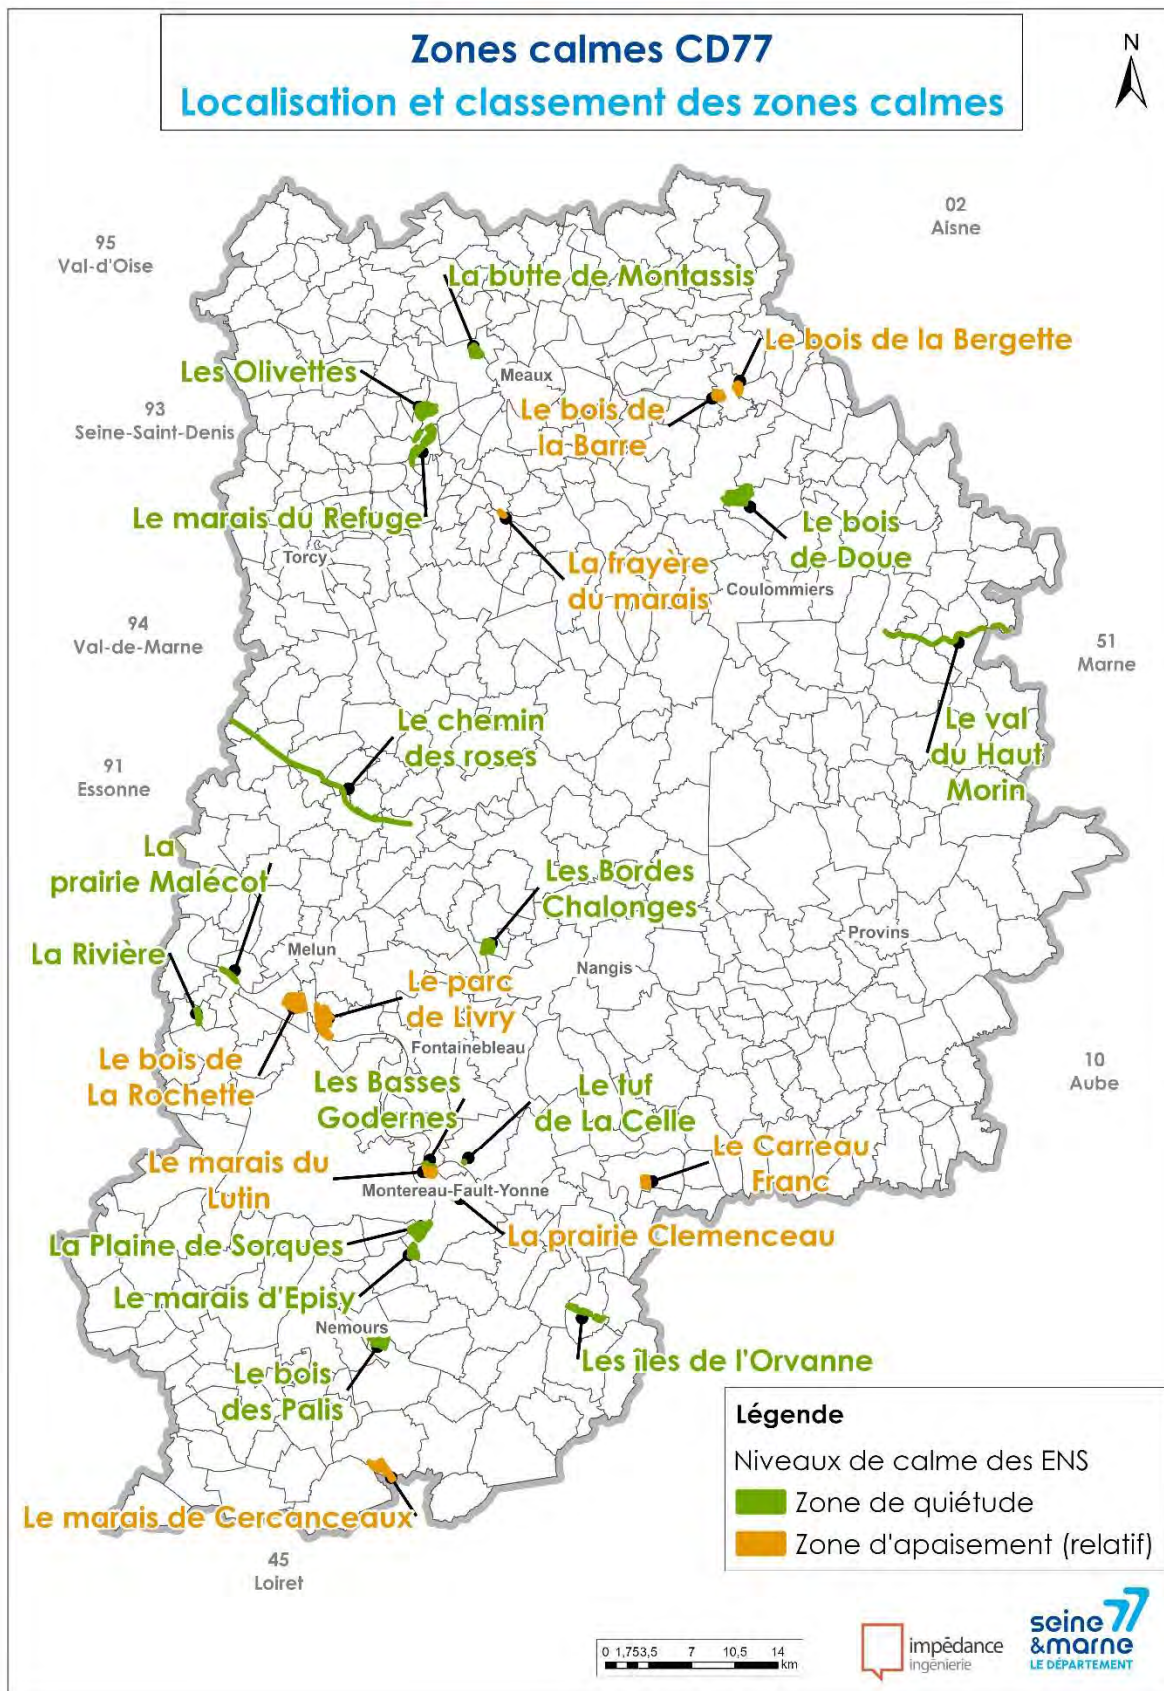 Zones calmes CD77
Localisation et classement des zones calmes
N
02
Aisne
95
Val-d'Oise
La butte de Montassis
Le bois de la Bergette
Les Olivettes
Meaux
93
Seine-Saint-Denis
Le bois de
la Barre
Le marais du Refuge
Le bois
de Doue
Torcy
La frayère
du marais
Coulommiers
94
Val-de-Marne
51
Marne
Le chemin
des roses
Le val
du Haut
Morin
91
Essonne
La
prairie Malécot
Les Bordes
Chalonges
Provins
La Rivière
Melun
Nangis
Le parc
de Livry
Fontainebleau
Le bois de
La Rochette
10
Aube
Les Basses
Godernes
Le tuf
de La Celle
Le Carreau
Franc
Le marais du
Lutin
Montereau-Fault-Yonne
La Plaine de Sorques
La prairie Clemenceau
Le marais d'Episy
Nemours
Les îles de l'Orvanne
Le bois
des Palis
Légende
Niveaux de calme des ENS
Zone de quiétude
Zone d'apaisement (relatif)
Le marais de Cercanceaux
45
Loiret
0 1,75 3,5 7 10,5 14
km
impédance
ingénierie
seine 77
&marne
LE DÉPARTEMENT